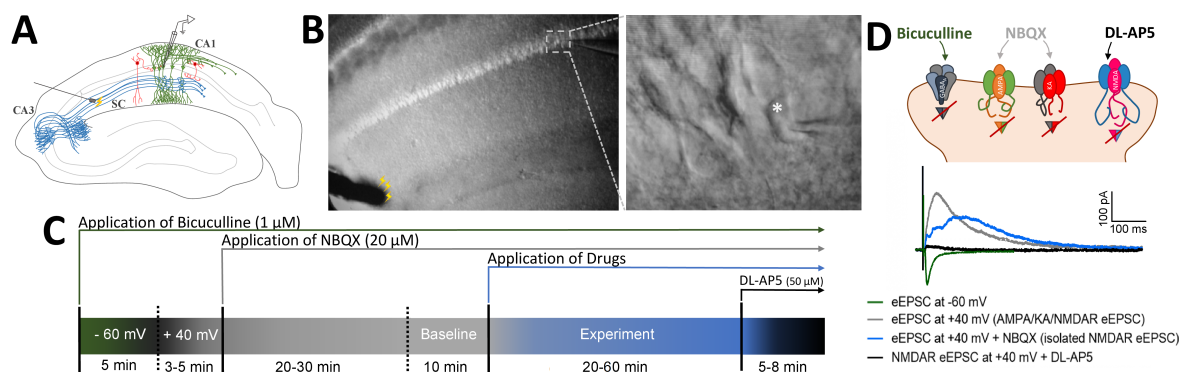 A
CA1
CA3
SC
B
*
C
Application of Bicuculline (1 µM)
Application of NBQX (20 µM)
Application of Drugs
DL-AP5 (50 µM)
- 60 mV
+ 40 mV
Baseline
Experiment
5 min
3-5 min
20-30 min
10 min
20-60 min
5-8 min
D
Bicuculline
NBQX
DL-AP5
GABA
AMPA
KA
NMDA
100 pA
100 ms
eEPSC at -60 mV
eEPSC at +40 mV (AMPA/KA/NMDAR eEPSC)
eEPSC at +40 mV + NBQX (isolated NMDAR eEPSC)
NMDAR eEPSC at +40 mV + DL-AP5